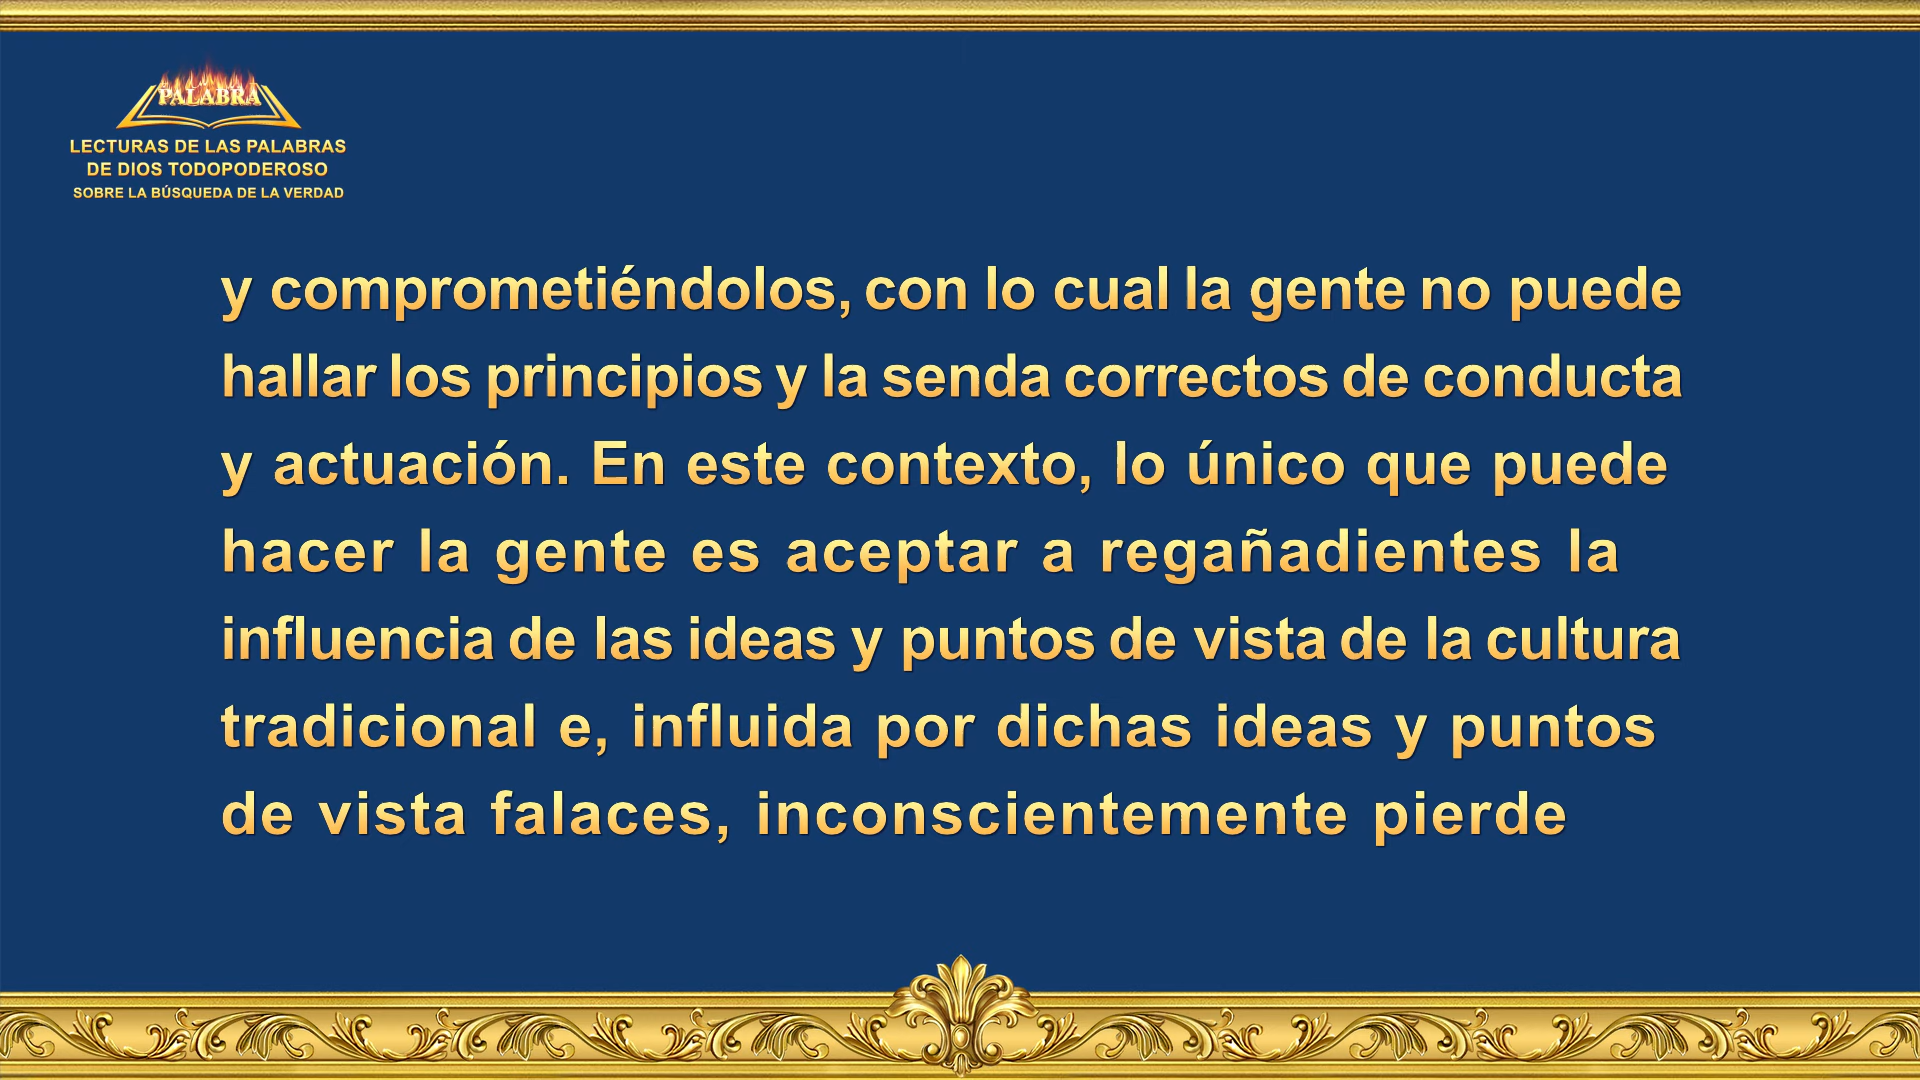 PALABRA
LECTURAS DE LAS PALABRAS
DE DIOS TODOPODEROSO
SOBRE LA BÚSQUEDA DE LA VERDAD
y comprometiéndolos, con lo cual la gente no puede
hallar los principios y la senda correctos de conducta
y actuación. En este contexto, lo único que puede
hacer la gente es aceptar a regañadientes la
influencia de las ideas y puntos de vista de la cultura
tradicional e, influida por dichas ideas y puntos
de vista falaces, inconscientemente pierde